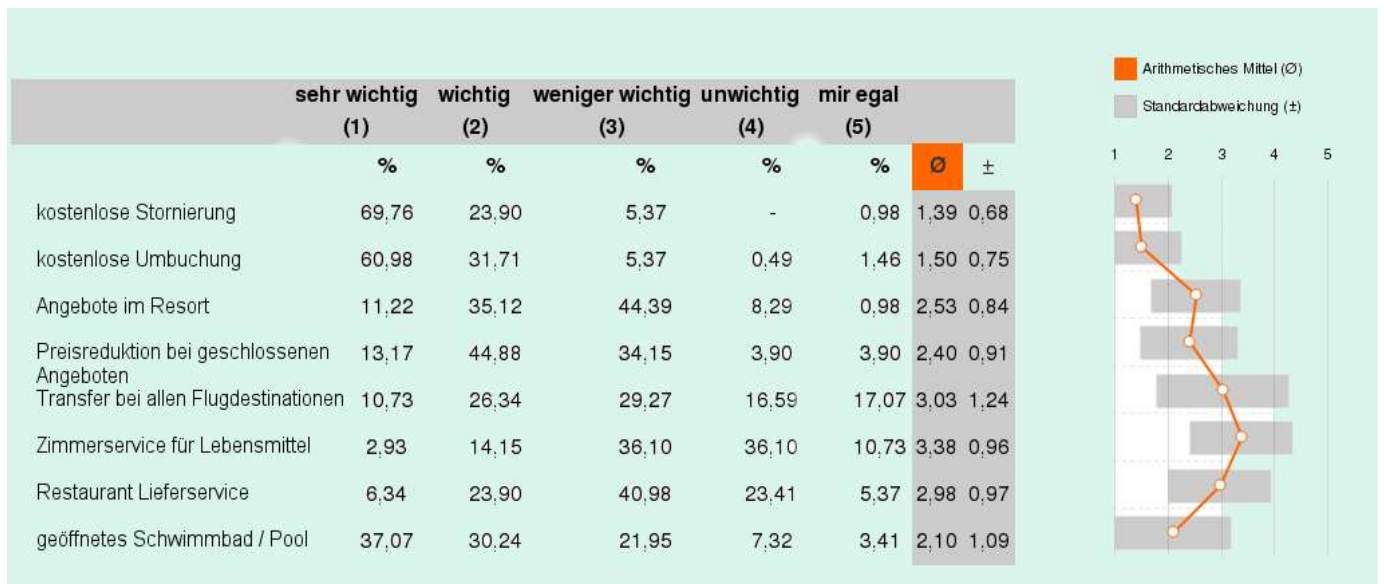 Arithmetisches Mittel (Ø)
Standardabweichung (±)
sehr wichtig wichtig weniger wichtig unwichtig mir egal
(1) (2) (3) (4) (5)
% % % % % Ø ±
1 2 3 4 5
kostenlose Stornierung 69,76 23,90 5,37 - 0,98 1,39 0,68
kostenlose Umbuchung 60,98 31,71 5,37 0,49 1,46 1,50 0,75
Angebote im Resort 11,22 35,12 44,39 8,29 0,98 2,53 0,84
Preisreduktion bei geschlossenen 13,17 44,88 34,15 3,90 3,90 2,40 0,91
Angeboten
Transfer bei allen Flugdestinationen 10,73 26,34 29,27 16,59 17,07 3,03 1,24
Zimmerservice für Lebensmittel 2,93 14,15 36,10 36,10 10,73 3,38 0,96
Restaurant Lieferservice 6,34 23,90 40,98 23,41 5,37 2,98 0,97
geöffnetes Schwimmbad / Pool 37,07 30,24 21,95 7,32 3,41 2,10 1,09